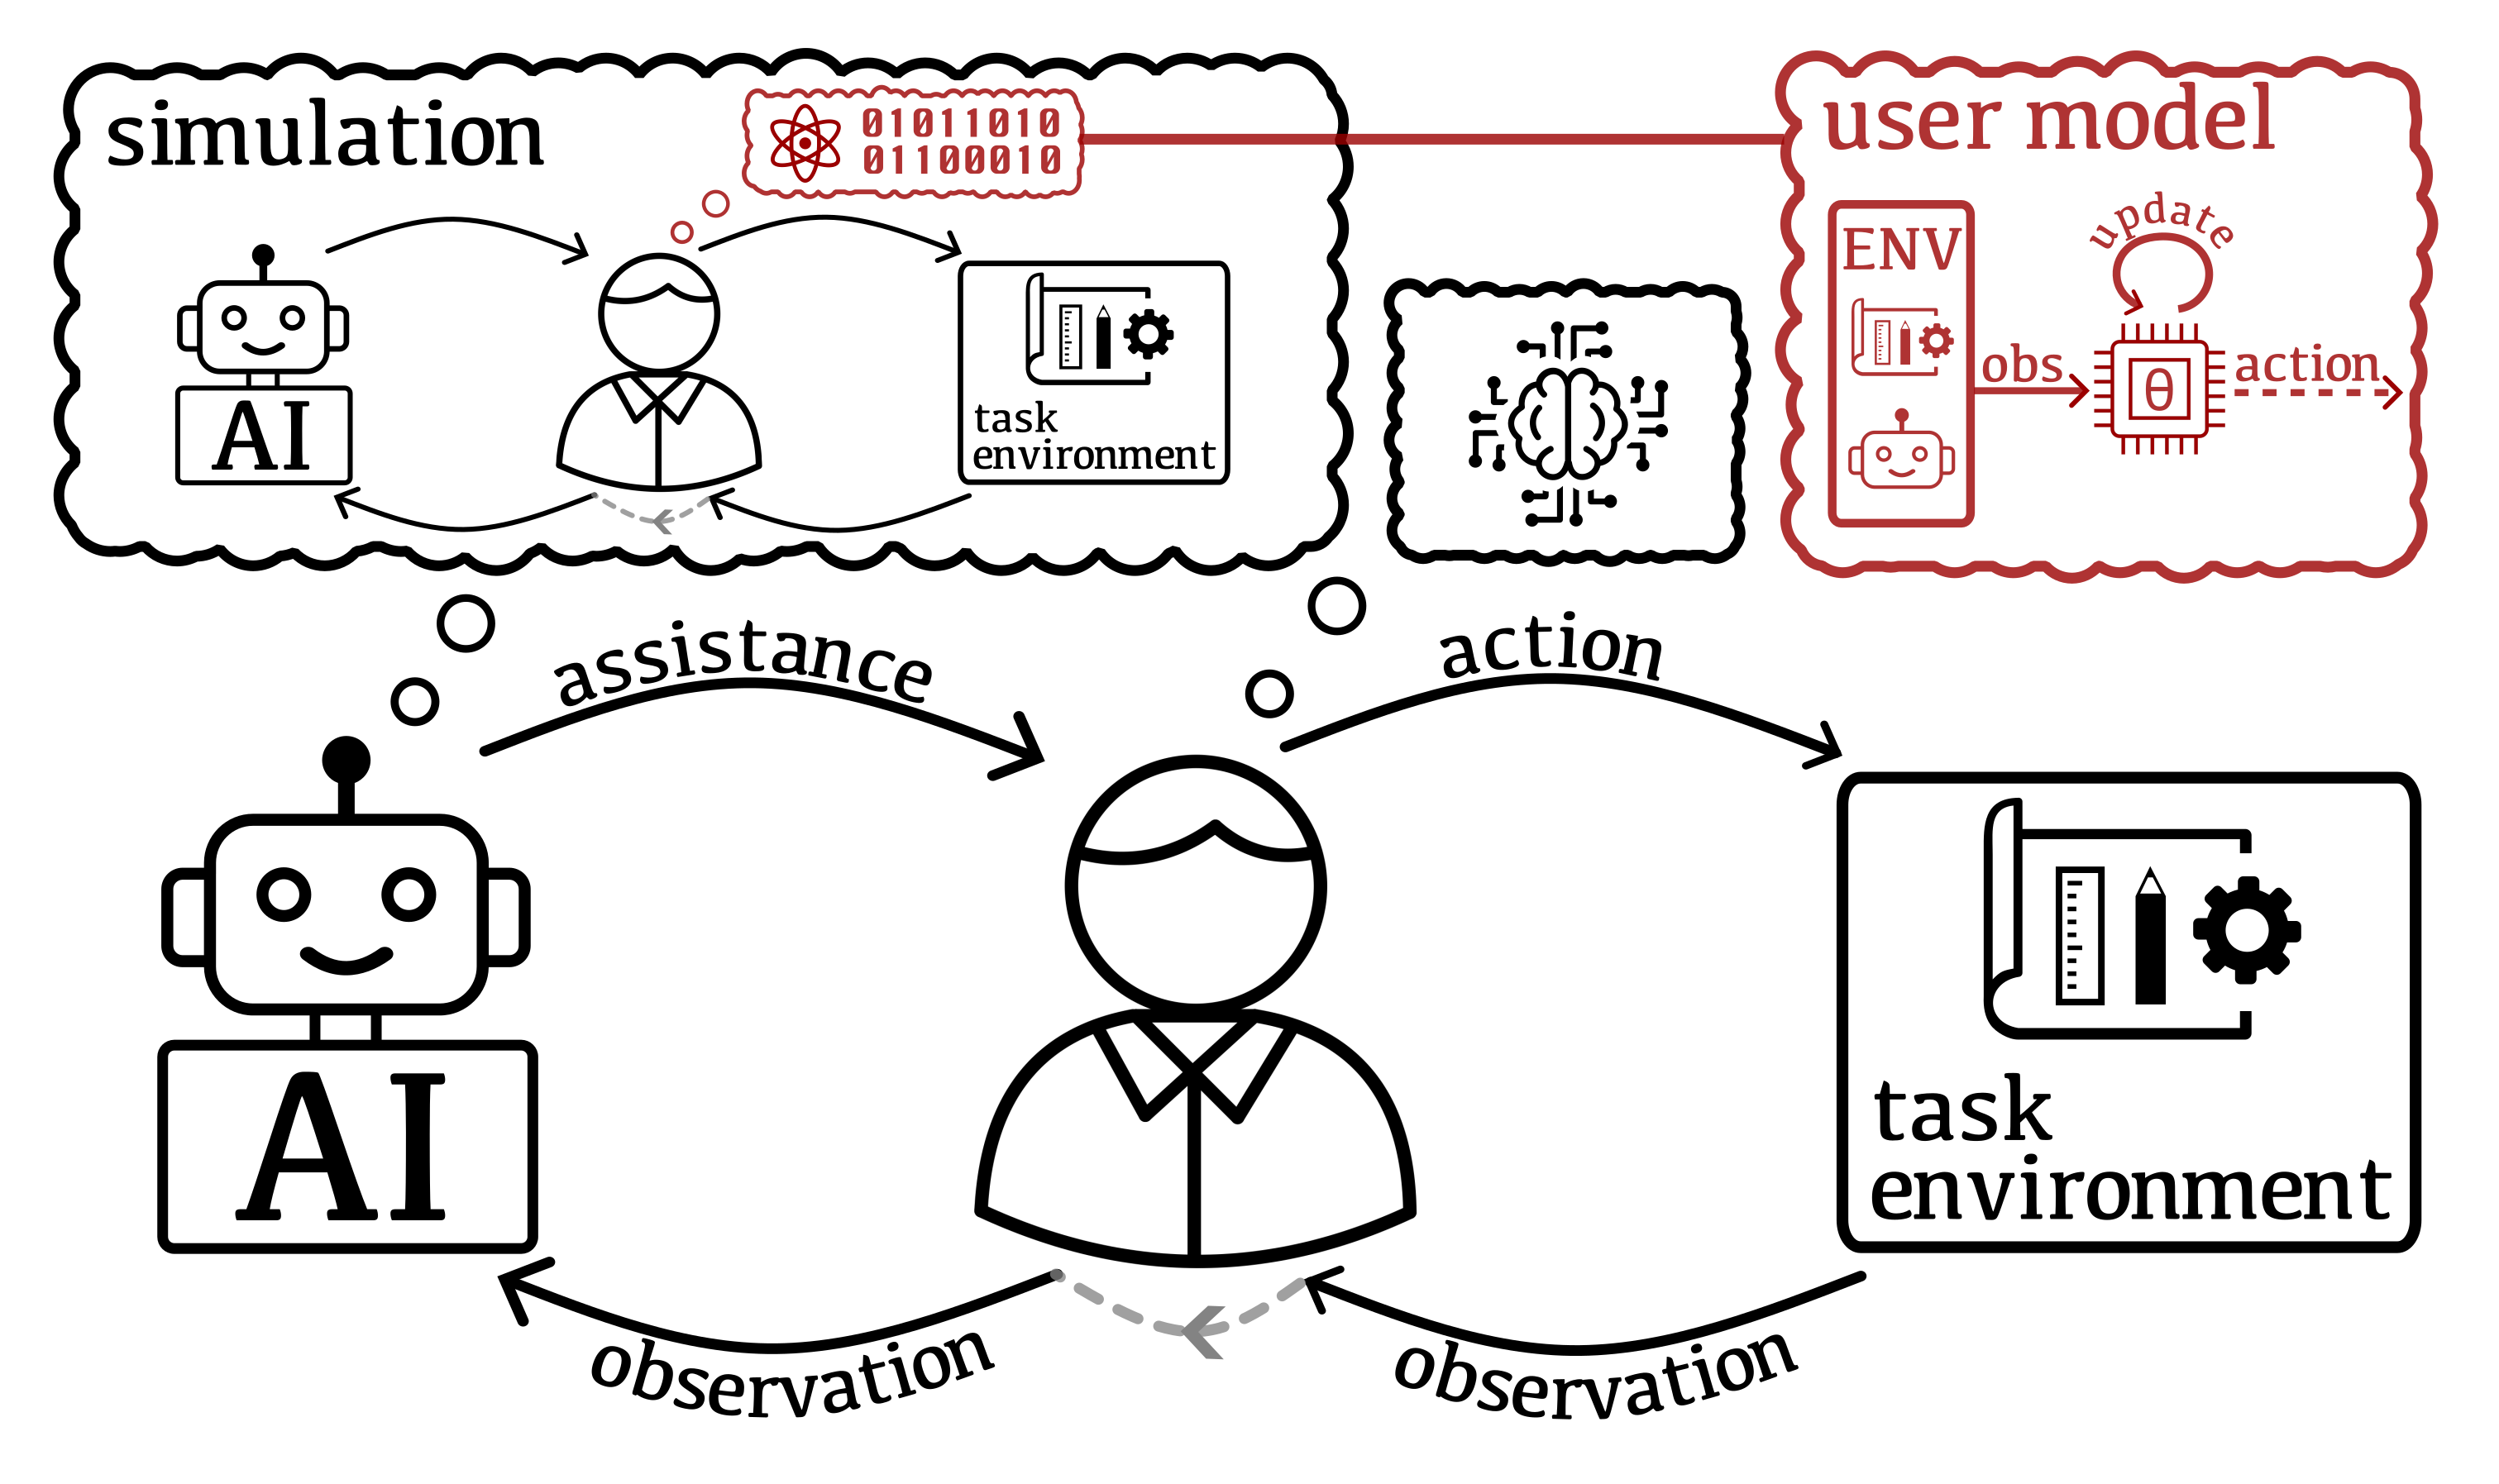 simulation
01011010
01100010
AI
task
environment
user model
ENV
update
obs
θ
action
assistance
action
AI
task
environment
observation
observation